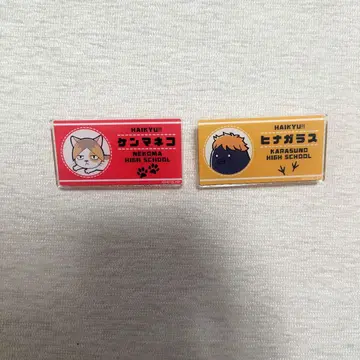 HAIKYU!!
ケンマネコ
NEKOMA
HIGH SCHOOL
HAIKYU!!
ヒナガラス
KARASUNO
HIGH SCHOOL